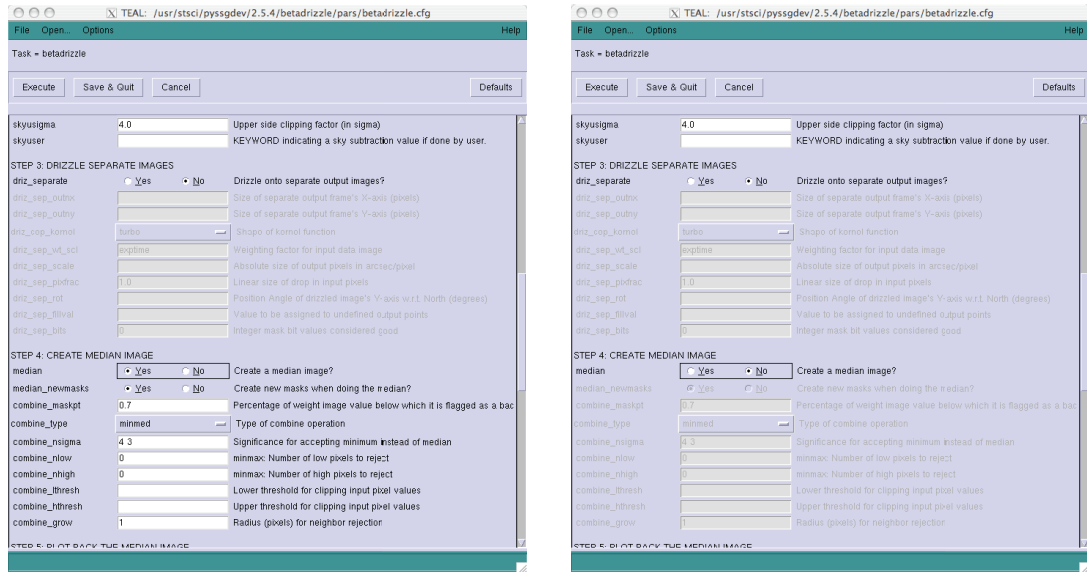 TEAL: /usr/stsci/pyssgdev/2.5.4/betadrizzle/pars/betadrizzle.cfg
File Open... Options Help
Task = betadrizzle
Execute Save & Quit Cancel Defaults
skyusigma 4.0 Upper side clipping factor (in sigma)
skyuser KEYWORD indicating a sky subtraction value if done by user.
STEP 3: DRIZZLE SEPARATE IMAGES
driz_separate Yes No Drizzle onto separate output images?
driz_sep_outnx Size of separate output frame's X-axis (pixels)
driz_sep_outny Size of separate output frame's Y-axis (pixels)
driz_sep_kernel turbo Shape of kernel function
driz_sep_wt_scl exptime Weighting factor for input data image
driz_sep_scale Absolute size of output pixels in arcsec/pixel
driz_sep_pixfrac 1.0 Linear size of drop in input pixels
driz_sep_rot Position Angle of drizzled image's Y-axis w.r.t. North (degrees)
driz_sep_fillval Value to be assigned to undefined output points
driz_sep_bits 0 Integer mask bit values considered good
STEP 4: CREATE MEDIAN IMAGE
median Yes No Create a median image?
median_newmasks Yes No Create new masks when doing the median?
combine_maskpt 0.7 Percentage of weight image value below which it is flagged as a bac
combine_type minmed Type of combine operation
combine_nsigma 4 3 Significance for accepting minimum instead of median
combine_nlow 0 minmax: Number of low pixels to reject
combine_nhigh 0 minmax: Number of high pixels to reject
combine_lthresh Lower threshold for clipping input pixel values
combine_hthresh Upper threshold for clipping input pixel values
combine_grow 1 Radius (pixels) for neighbor rejection
STEP 5: BLOT BACK THE MEDIAN IMAGE
TEAL: /usr/stsci/pyssgdev/2.5.4/betadrizzle/pars/betadrizzle.cfg
File Open... Options Help
Task = betadrizzle
Execute Save & Quit Cancel Defaults
skyusigma 4.0 Upper side clipping factor (in sigma)
skyuser KEYWORD indicating a sky subtraction value if done by user.
STEP 3: DRIZZLE SEPARATE IMAGES
driz_separate Yes No Drizzle onto separate output images?
driz_sep_outnx Size of separate output frame's X-axis (pixels)
driz_sep_outny Size of separate output frame's Y-axis (pixels)
driz_sep_kernel turbo Shape of kernel function
driz_sep_wt_scl exptime Weighting factor for input data image
driz_sep_scale Absolute size of output pixels in arcsec/pixel
driz_sep_pixfrac 1.0 Linear size of drop in input pixels
driz_sep_rot Position Angle of drizzled image's Y-axis w.r.t. North (degrees)
driz_sep_fillval Value to be assigned to undefined output points
driz_sep_bits 0 Integer mask bit values considered good
STEP 4: CREATE MEDIAN IMAGE
median Yes No Create a median image?
median_newmasks Yes No Create new masks when doing the median?
combine_maskpt 0.7 Percentage of weight image value below which it is flagged as a bac
combine_type minmed Type of combine operation
combine_nsigma 4 3 Significance for accepting minimum instead of median
combine_nlow 0 minmax: Number of low pixels to reject
combine_nhigh 0 minmax: Number of high pixels to reject
combine_lthresh Lower threshold for clipping input pixel values
combine_hthresh Upper threshold for clipping input pixel values
combine_grow 1 Radius (pixels) for neighbor rejection
STEP 5: BLOT BACK THE MEDIAN IMAGE